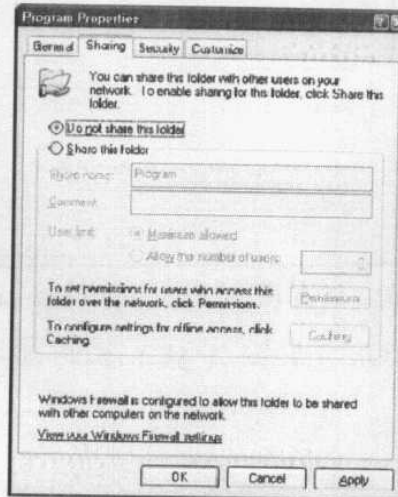 Program Properties
General Sharing Security Customize
You can share this folder with other users on your
network. To enable sharing for this folder, click Share this
folder.
Do not share this folder
Share this folder
Share name: Program
Comment:
User limit: Maximum allowed
Allow this number of users:
To set permissions for users who access this
folder over the network, click Permissions.
Permissions
To configure settings for offline access, click
Caching.
Caching
Windows Firewall is configured to allow this folder to be shared
with other computers on the network.
View your Windows Firewall settings
OK Cancel Apply